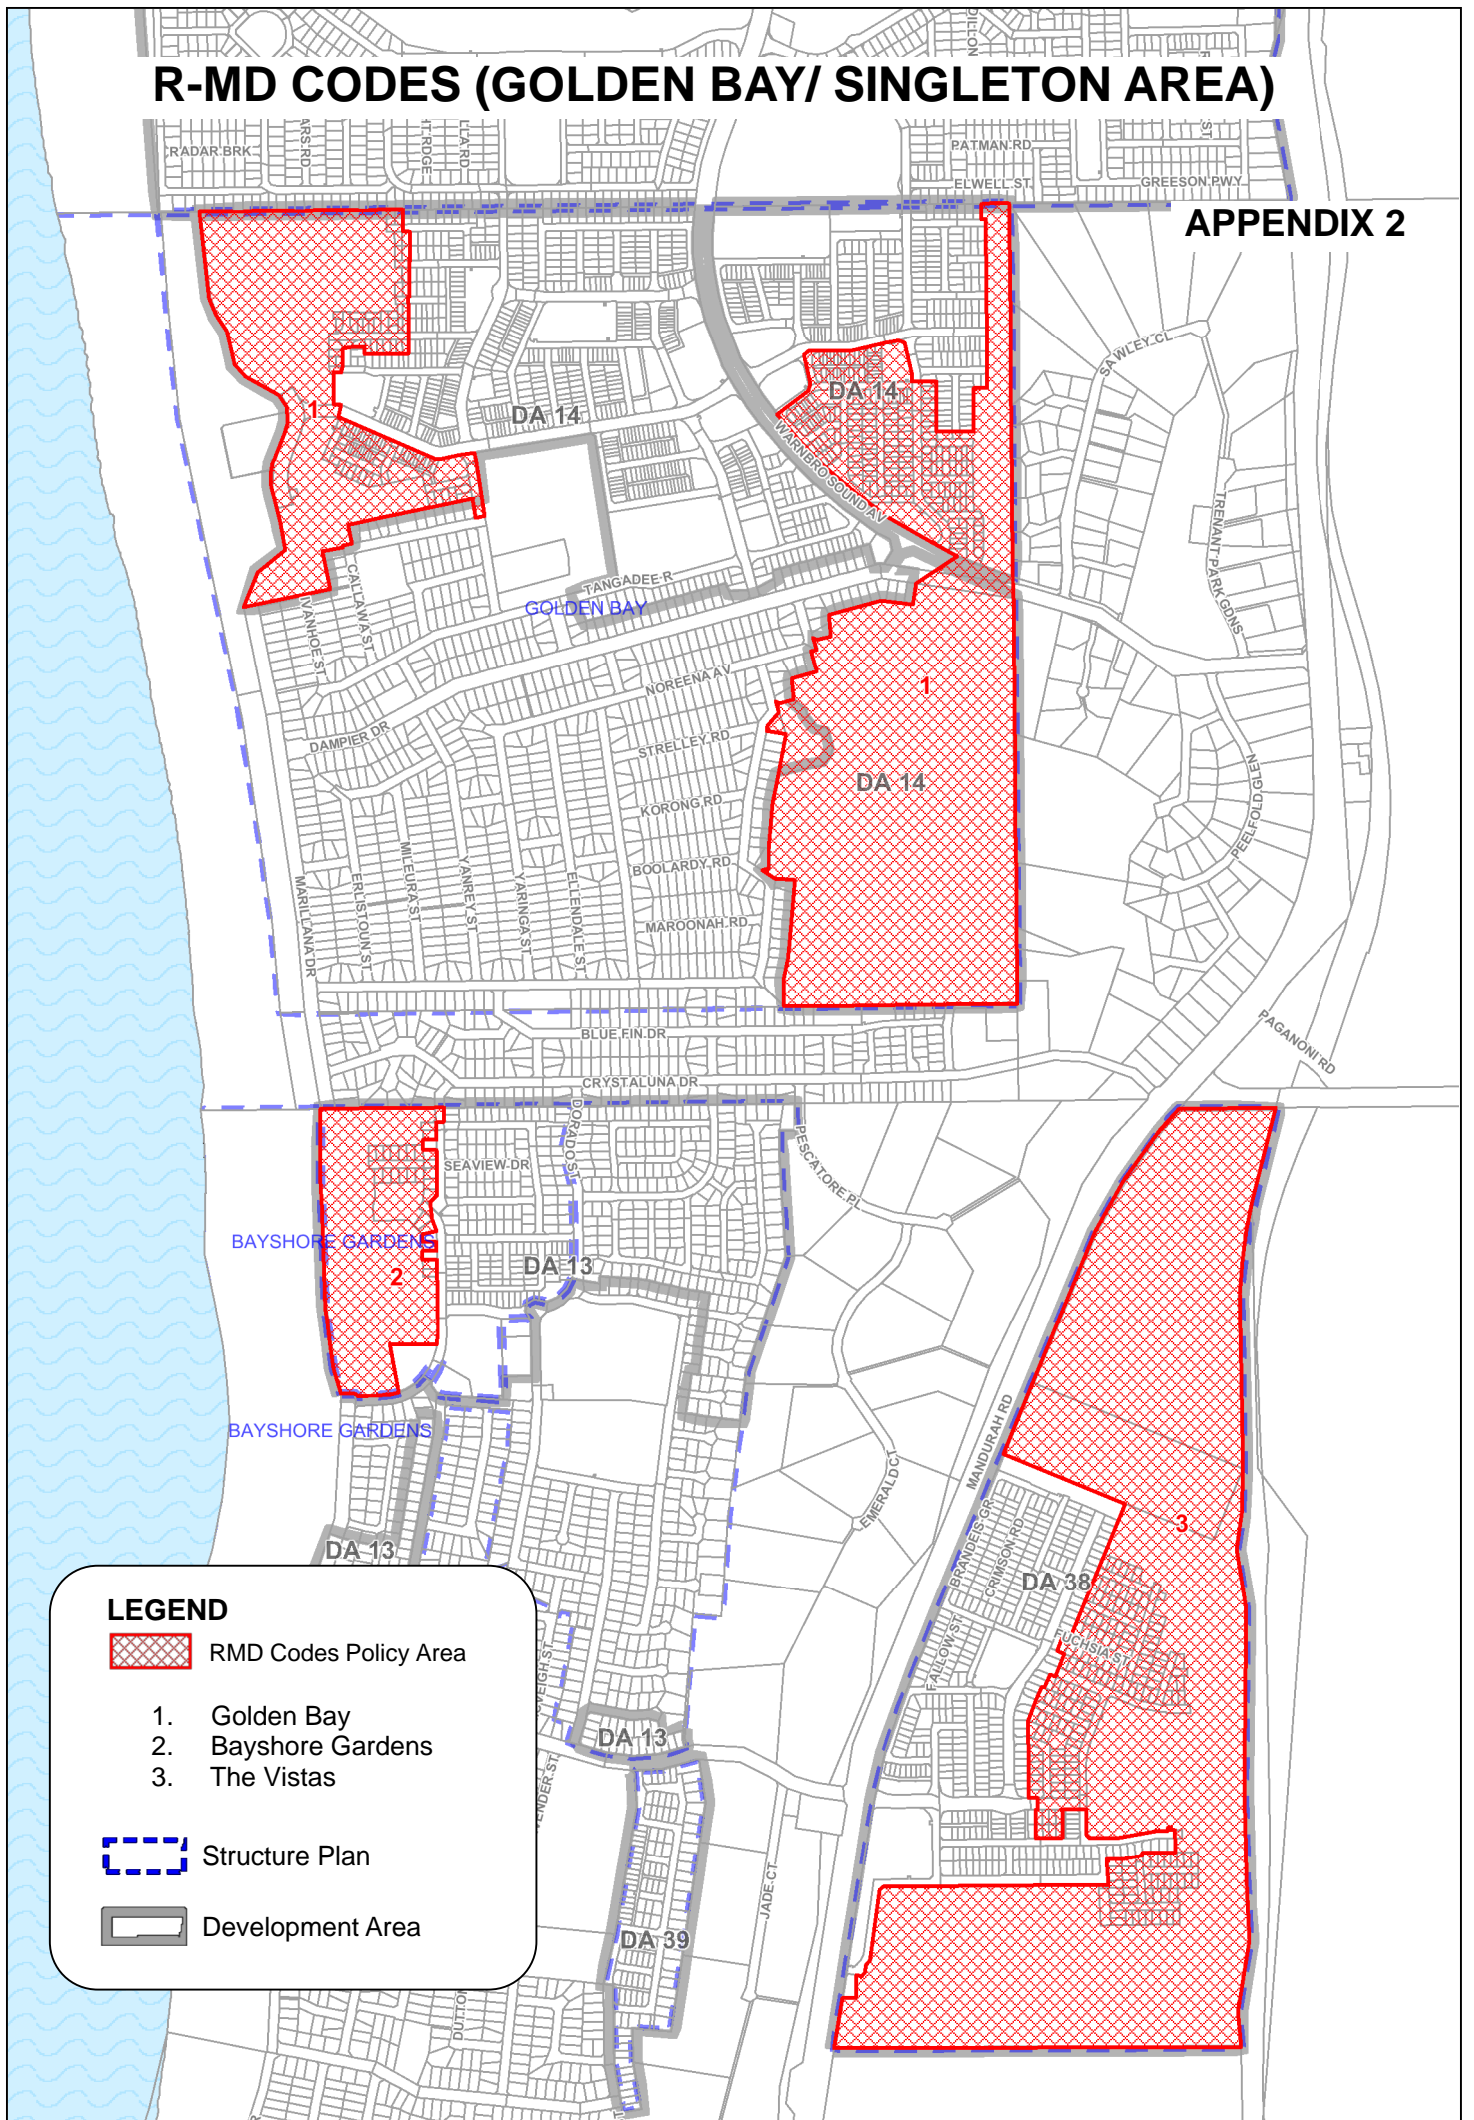 R-MD CODES (GOLDEN BAY/ SINGLETON AREA)
APPENDIX 2
RADAR BRK
PATMAN RD
ELWELL ST
GREESON PWY
SAWLEY CL
DA 14
DA 14
1
WARNBRO SOUND AV
TRENANT PARK GDNS
CALLAWA ST
IVANHOE ST
TANGADEE R
GOLDEN BAY
NOREENA AV
1
DAMPIER DR
STRELLEY RD
DA 14
KORONG RD
PEELFOLD GLEN
BOOLARDY RD
MAROONAH RD
MARILLANA DR
ERLISTOUN ST
MILEURA ST
YANREY ST
YARINGA ST
ELLENDALE ST
BLUE FIN DR
PAGANONI RD
CRYSTALUNA DR
DORADO ST
PESCATORE PL
SEAVIEW DR
BAYSHORE GARDENS
2
DA 13
BAYSHORE GARDENS
MANDURAH RD
EMERALD CT
3
DA 13
BRANDEIS GR
CRIMSON RD
DA 38
FALLOW ST
FUCHSIA ST
DA 13
JADE CT
DA 39
LEGEND
RMD Codes Policy Area
1. Golden Bay
2. Bayshore Gardens
3. The Vistas
Structure Plan
Development Area